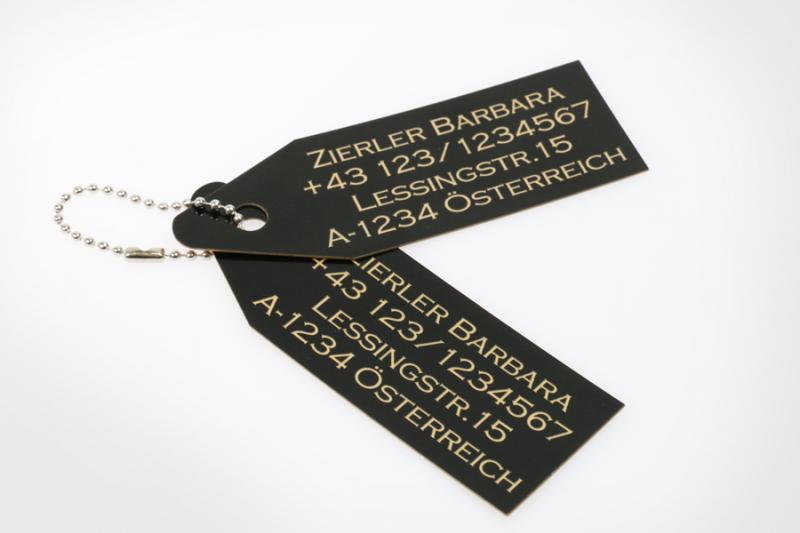 Zierler Barbara
+43 123/1234567
Lessingstr.15
A-1234 Österreich
Zierler Barbara
+43 123/1234567
Lessingstr.15
A-1234 Österreich